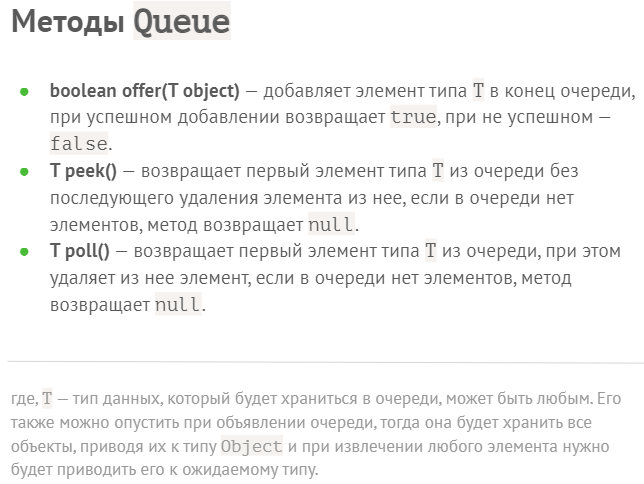 Методы Queue
boolean offer(T object) — добавляет элемент типа T в конец очереди,
при успешном добавлении возвращает true, при не успешном —
false.
T peek() — возвращает первый элемент типа T из очереди без
последующего удаления элемента из нее, если в очереди нет
элементов, метод возвращает null.
T poll() — возвращает первый элемент типа T из очереди, при этом
удаляет из нее элемент, если в очереди нет элементов, метод
возвращает null.
где, T — тип данных, который будет храниться в очереди, может быть любым. Его
также можно опустить при объявлении очереди, тогда она будет хранить все
объекты, приводя их к типу Object и при извлечении любого элемента нужно
будет приводить его к ожидаемому типу.